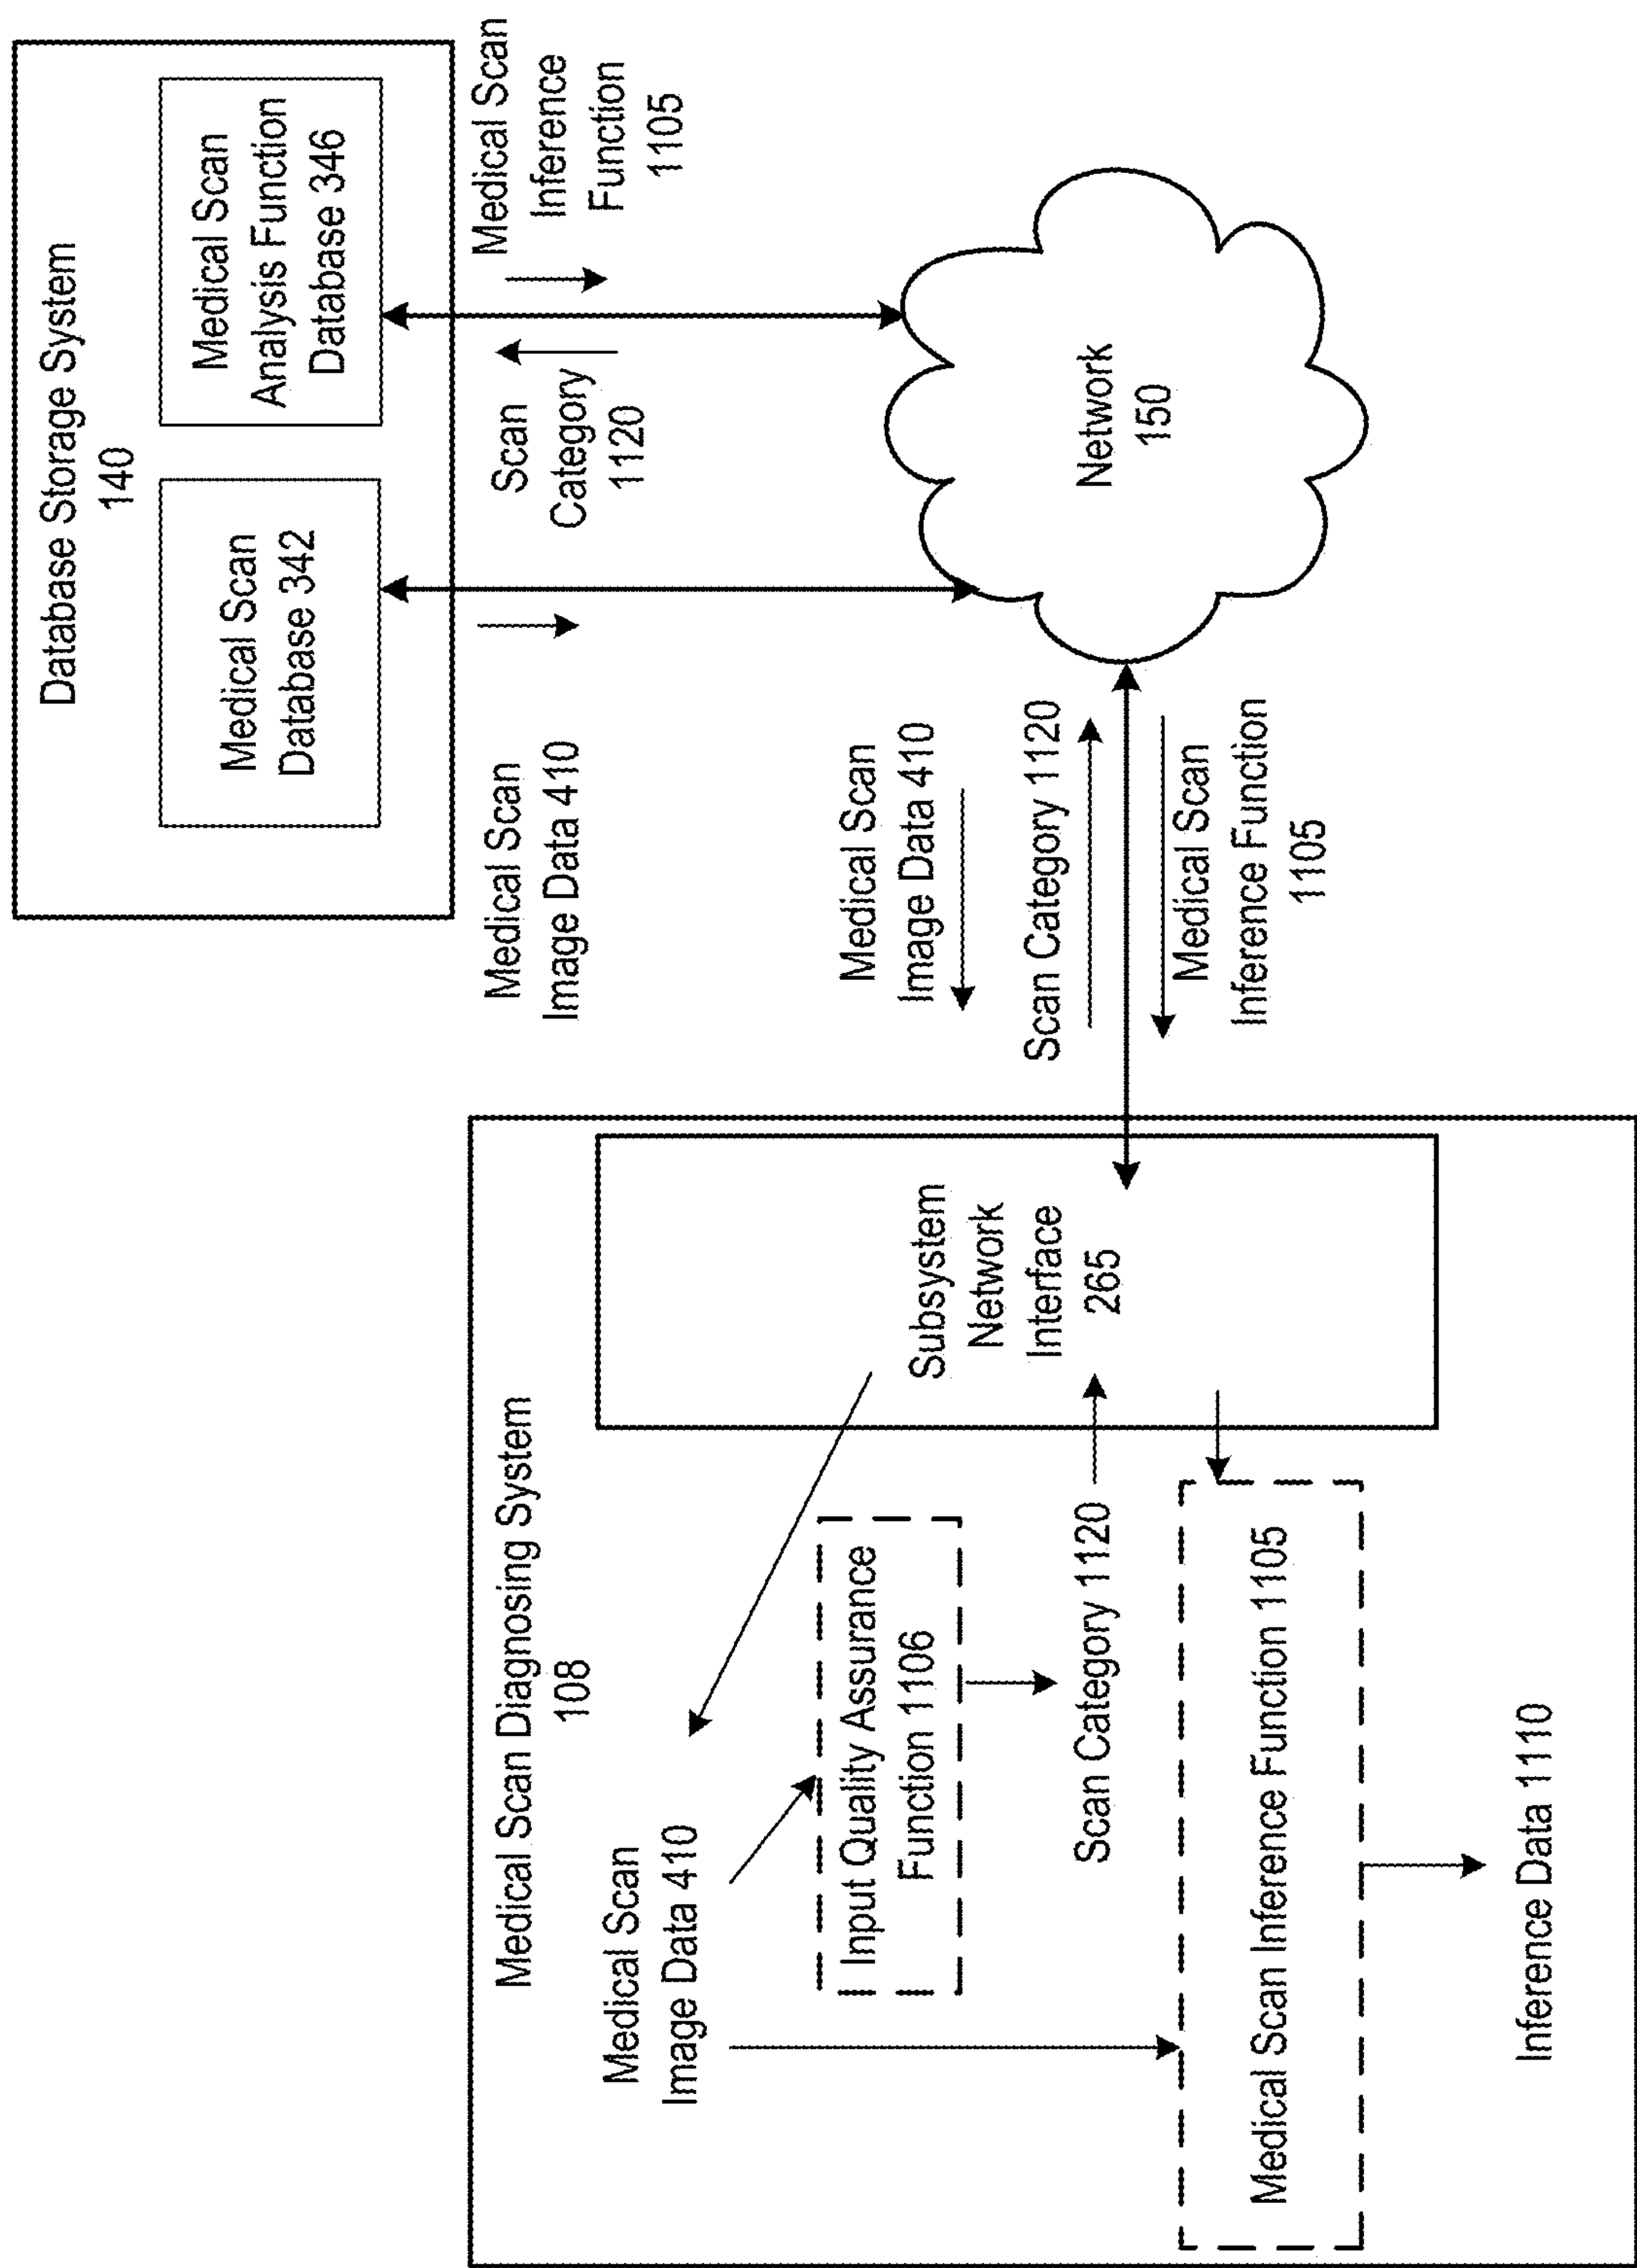 Medical Scan Diagnosing System
108
Medical Scan
Image Data 410
Input Quality Assurance
Function 1106
Scan Category 1120
Medical Scan Inference Function 1105
Inference Data 1110
Subsystem
Network
Interface
265
Medical Scan
Image Data 410
Scan Category 1120
Medical Scan
Inference Function
1105
Database Storage System
140
Medical Scan
Database 342
Medical Scan
Analysis Function
Database 346
Medical Scan
Image Data 410
Scan
Category
1120
Medical Scan
Inference
Function
1105
Network
150